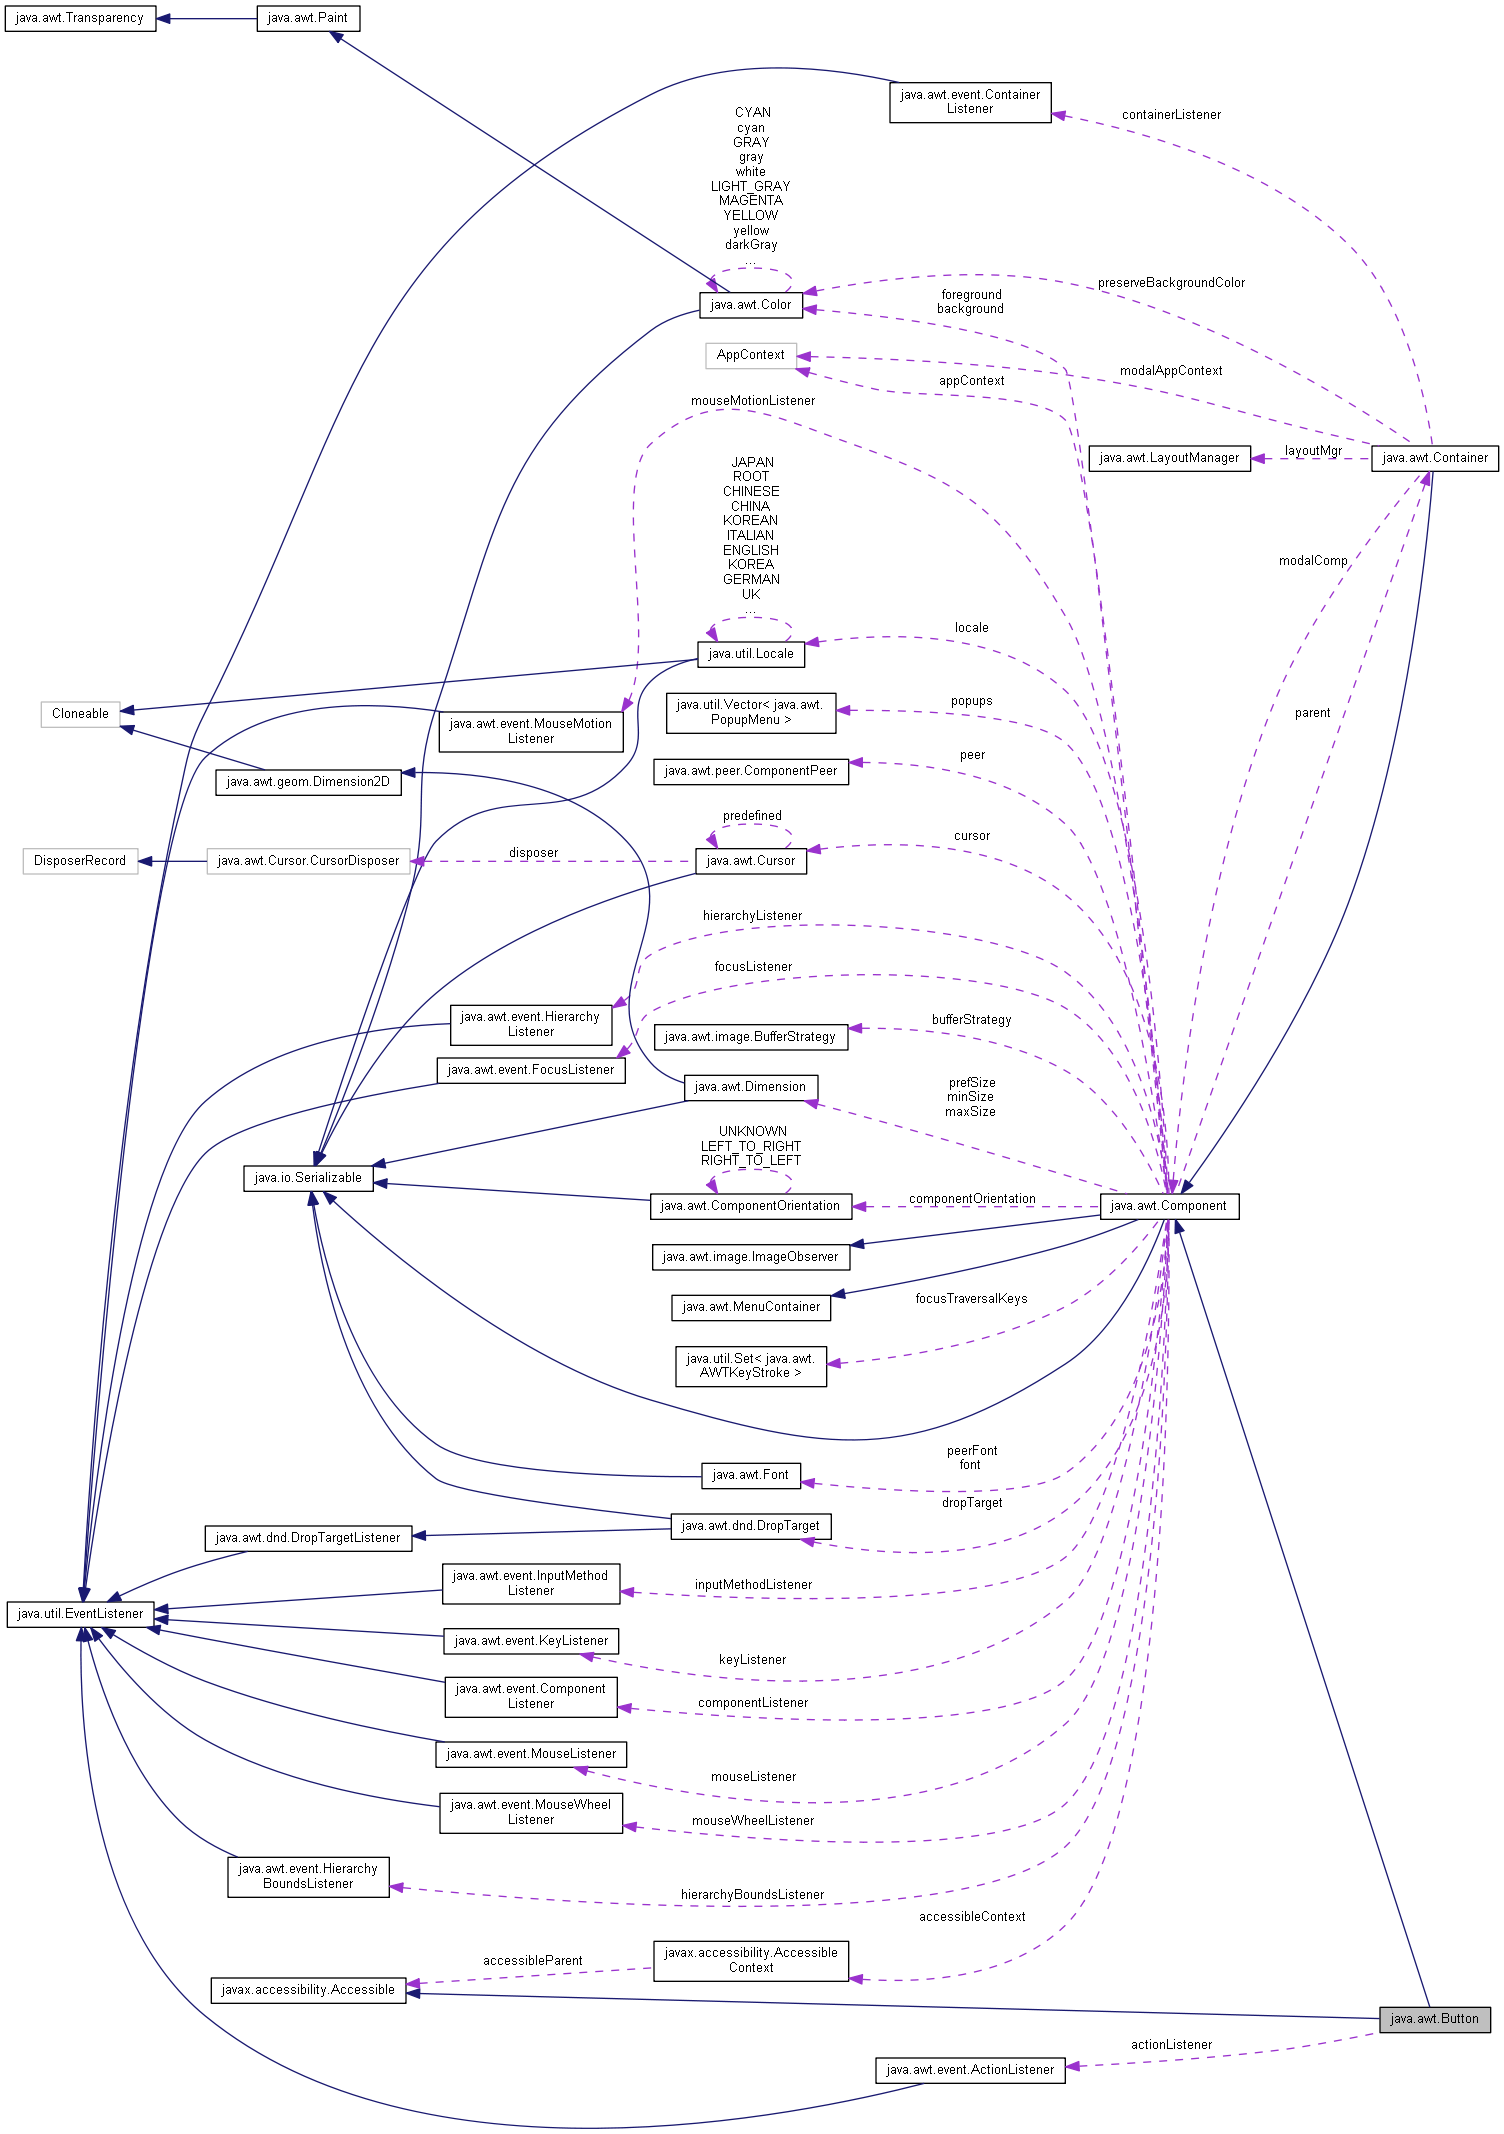 java.awt.Transparency
java.awt.Paint
java.awt.event.Container
Listener
containerListener
CYAN
cyan
GRAY
gray
white
LIGHT_GRAY
MAGENTA
YELLOW
yellow
darkGray
...
java.awt.Color
preserveBackgroundColor
foreground
background
AppContext
modalAppContext
appContext
mouseMotionListener
java.awt.LayoutManager
layoutMgr
java.awt.Container
JAPAN
ROOT
CHINESE
CHINA
KOREAN
ITALIAN
ENGLISH
KOREA
GERMAN
UK
...
modalComp
java.util.Locale
locale
Cloneable
java.awt.event.MouseMotion
Listener
java.util.Vector< java.awt.
PopupMenu >
popups
parent
java.awt.geom.Dimension2D
java.awt.peer.ComponentPeer
peer
predefined
DisposerRecord
java.awt.Cursor.CursorDisposer
disposer
java.awt.Cursor
cursor
hierarchyListener
focusListener
java.awt.event.Hierarchy
Listener
java.awt.image.BufferStrategy
bufferStrategy
java.awt.event.FocusListener
java.awt.Dimension
prefSize
minSize
maxSize
UNKNOWN
LEFT_TO_RIGHT
RIGHT_TO_LEFT
java.io.Serializable
java.awt.ComponentOrientation
componentOrientation
java.awt.Component
java.awt.image.ImageObserver
java.awt.MenuContainer
focusTraversalKeys
java.util.Set< java.awt.
AWTKeyStroke >
java.awt.Font
peerFont
font
dropTarget
java.awt.dnd.DropTargetListener
java.awt.dnd.DropTarget
java.awt.event.InputMethod
Listener
inputMethodListener
java.util.EventListener
java.awt.event.KeyListener
keyListener
java.awt.event.Component
Listener
componentListener
java.awt.event.MouseListener
mouseListener
java.awt.event.MouseWheel
Listener
mouseWheelListener
java.awt.event.Hierarchy
BoundsListener
hierarchyBoundsListener
accessibleContext
accessibleParent
javax.accessibility.Accessible
Context
javax.accessibility.Accessible
java.awt.Button
actionListener
java.awt.event.ActionListener